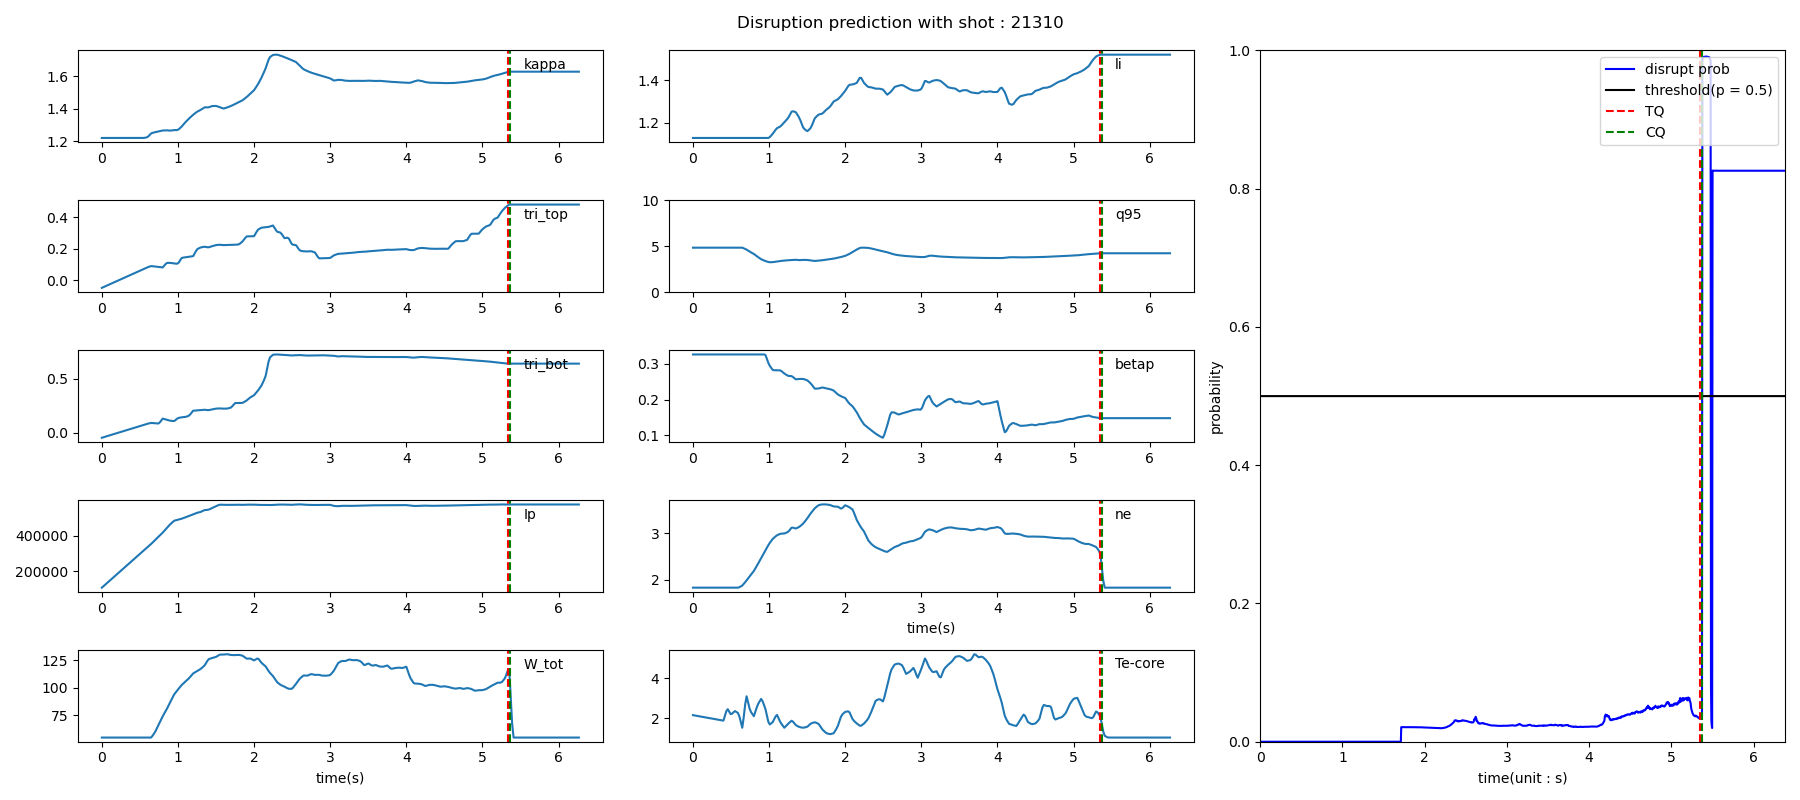 Disruption prediction with shot : 21310
kappa
1.6
1.4
1.2
0 1 2 3 4 5 6
li
1.4
1.2
0 1 2 3 4 5 6
tri_top
0.4
0.2
0.0
0 1 2 3 4 5 6
q95
10
5
0
0 1 2 3 4 5 6
tri_bot
0.5
0.0
0 1 2 3 4 5 6
betap
0.3
0.2
0.1
0 1 2 3 4 5 6
Ip
400000
200000
0 1 2 3 4 5 6
ne
3
2
0 1 2 3 4 5 6
time(s)
W_tot
125
100
75
0 1 2 3 4 5 6
time(s)
Te-core
4
2
0 1 2 3 4 5 6
time(s)
disrupt prob
threshold(p = 0.5)
TQ
CQ
probability
1.0
0.8
0.6
0.4
0.2
0.0
0 1 2 3 4 5 6
time(unit : s)